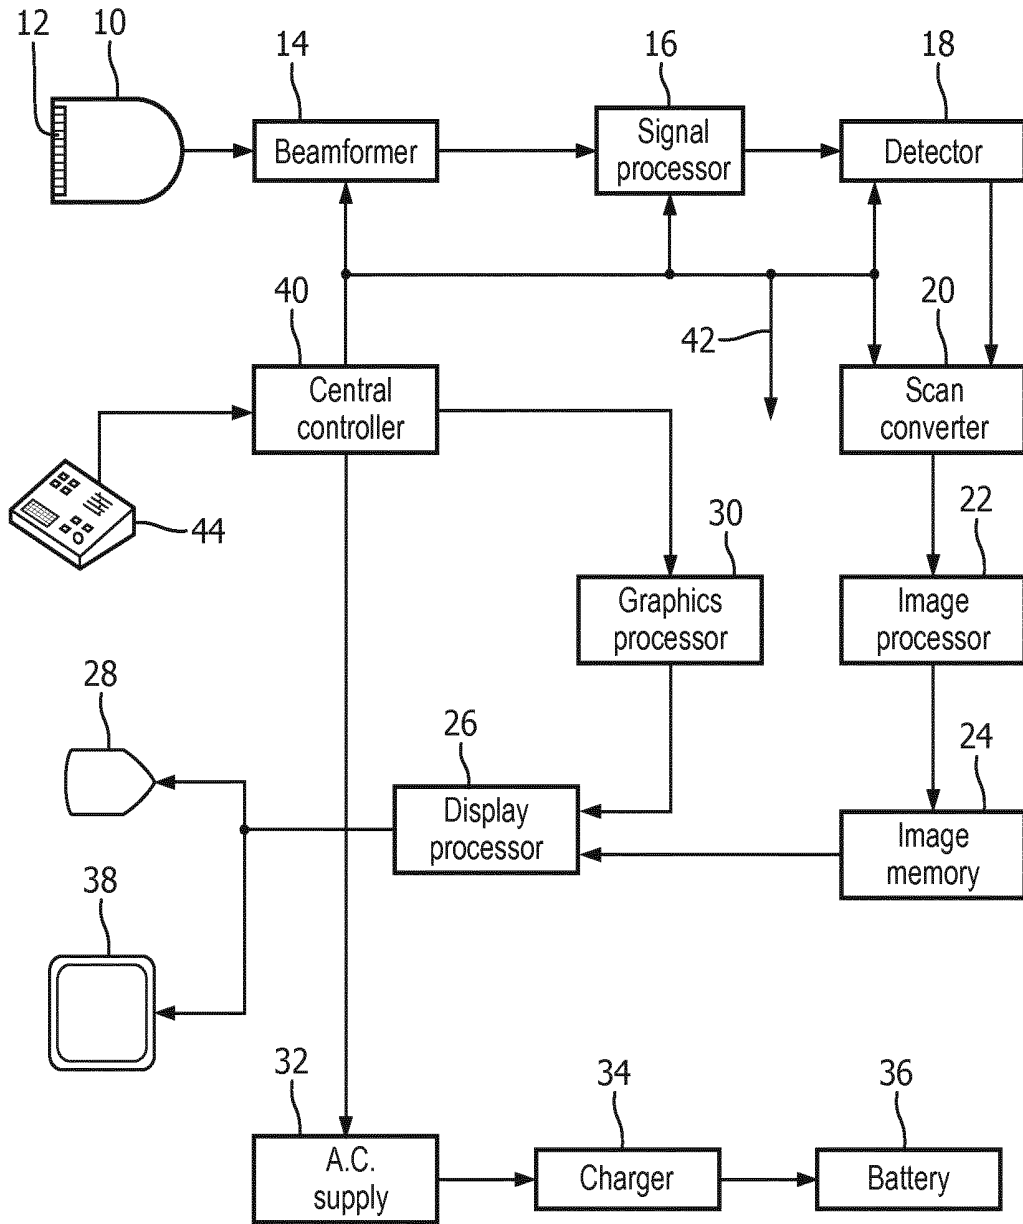 12
10
14
16
18
Beamformer
Signal
processor
Detector
40
42
20
Central
controller
Scan
converter
44
30
22
Graphics
processor
Image
processor
28
26
24
Display
processor
Image
memory
38
32
34
36
A.C.
supply
Charger
Battery